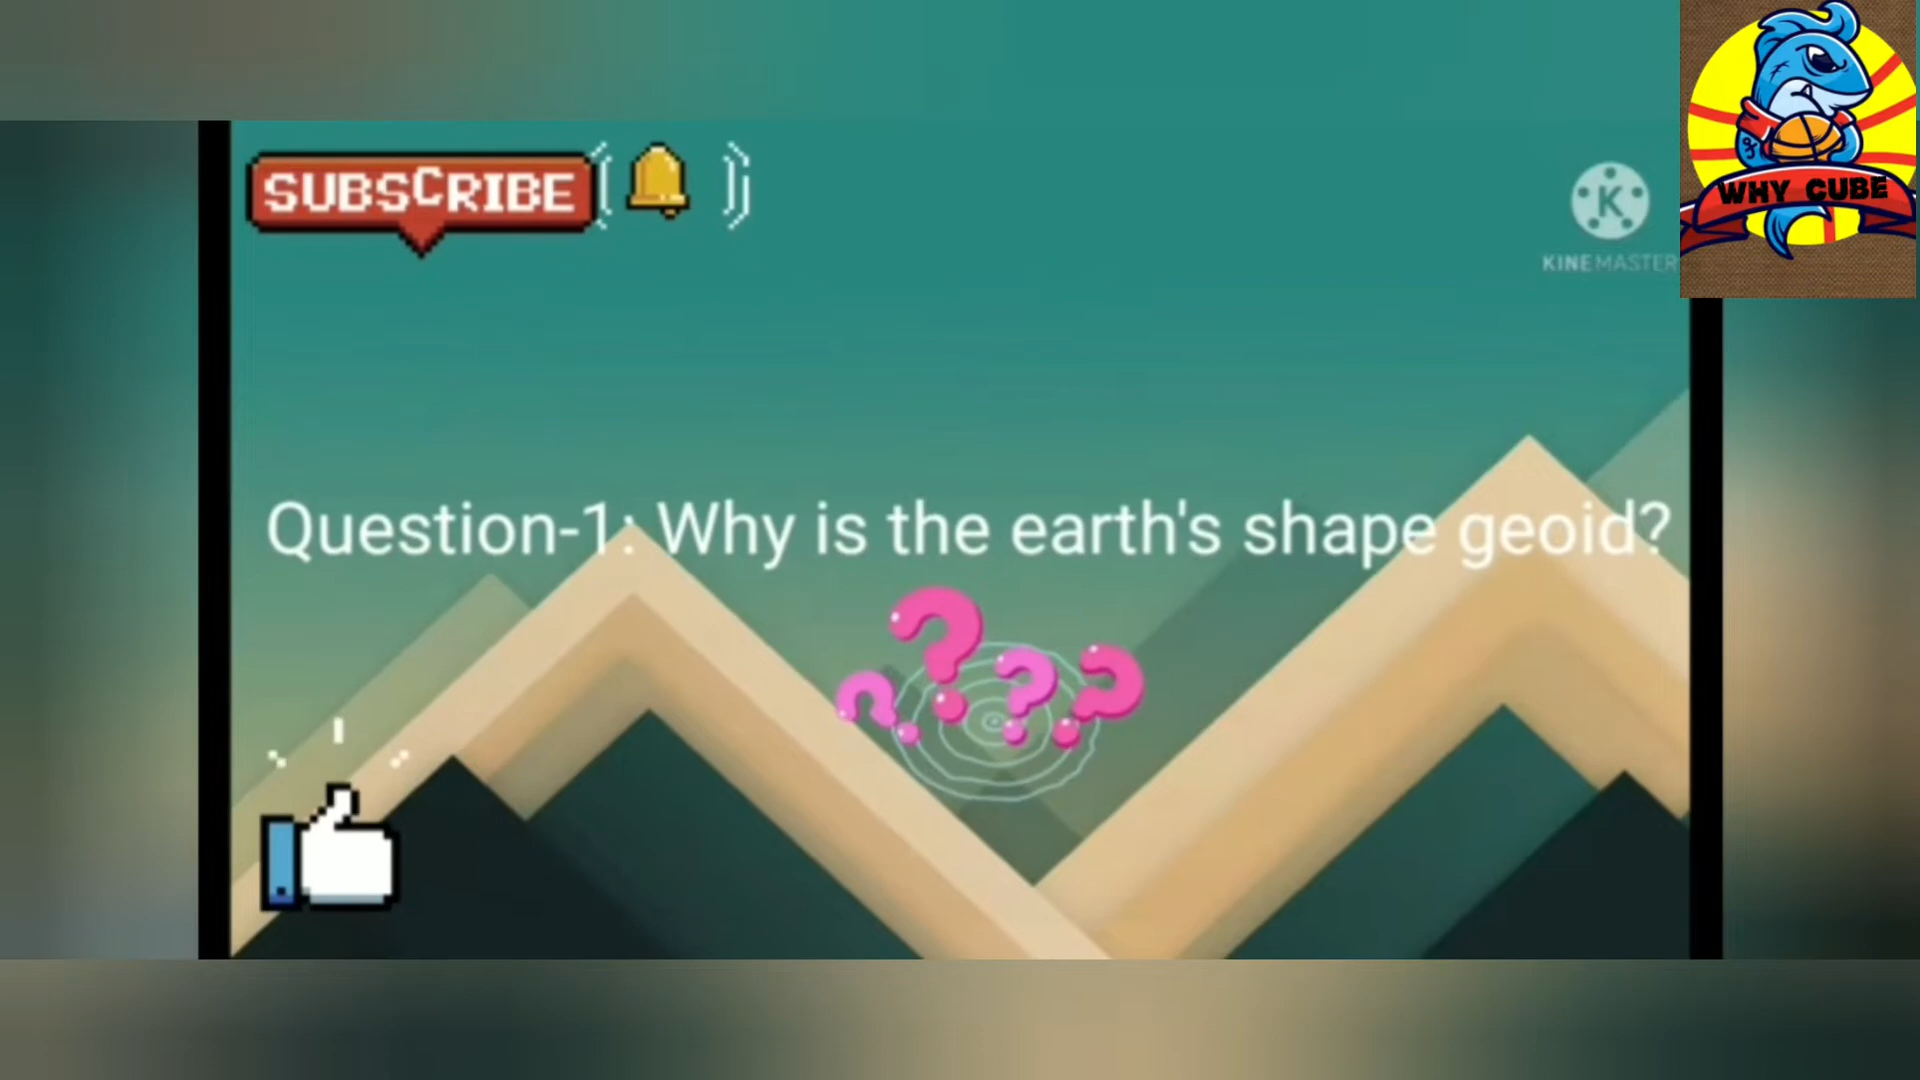 SUBSCRIBE
K
KINEMASTER
WHY CUBE
Question-1: Why is the earth's shape geoid?